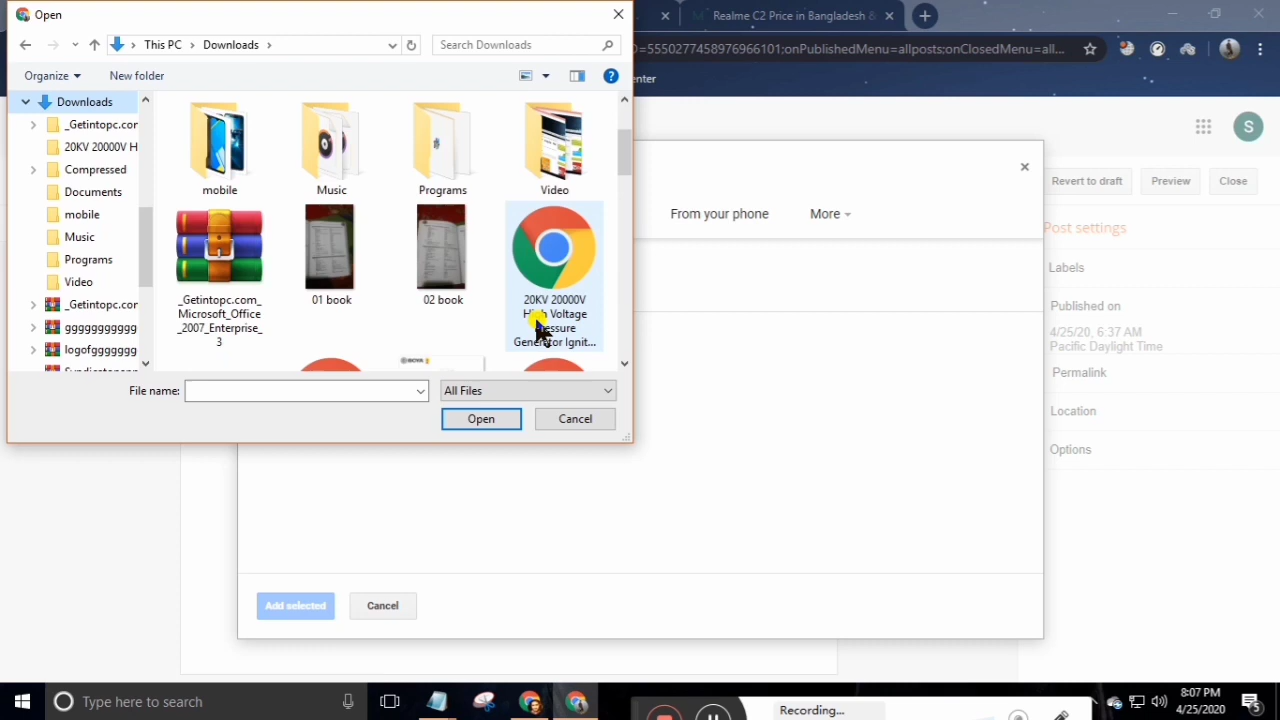 Open
Realme C2 Price in Bangladesh &
This PC
Downloads
Search Downloads
=5550277458976966101;onPublishedMenu=allposts;onClosedMenu=all...
Organize
New folder
enter
Downloads
_Getintopc.cor
20KV 20000V H
Compressed
Documents
mobile
Music
Programs
Video
_Getintopc.cor
gggggggggg
logofggggggg
mobile
Music
Programs
Video
_Getintopc.com_
Microsoft_Office
_2007_Enterprise_
3
01 book
02 book
20KV 20000V
High Voltage
Pressure
Generator Ignit...
File name:
All Files
Open
Cancel
From your phone
More
S
Revert to draft
Preview
Close
Post settings
Labels
Published on
4/25/20, 6:37 AM
Pacific Daylight Time
Permalink
Location
Options
Add selected
Cancel
Type here to search
Recording...
8:07 PM
4/25/2020
5